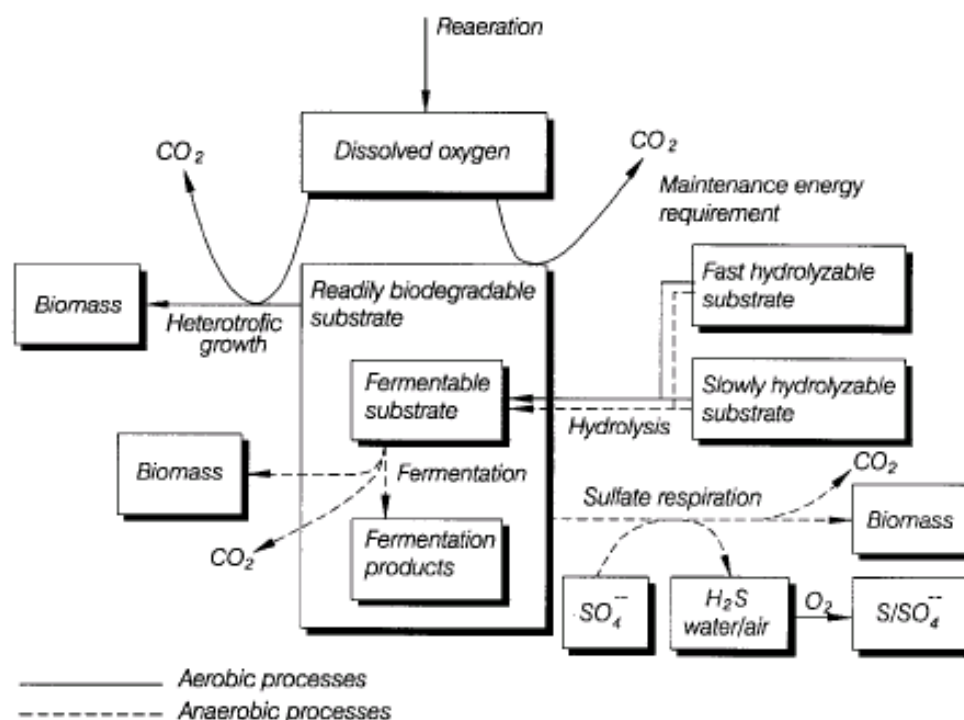 Reaeration
CO2
Dissolved oxygen
CO2
Maintenance energy
requirement
Biomass
Heterotrofic
growth
Readily biodegradable
substrate
Fast hydrolyzable
substrate
Fermentable
substrate
Slowly hydrolyzable
substrate
Hydrolysis
Biomass
Fermentation
CO2
Sulfate respiration
CO2
Biomass
Fermentation
products
SO4--
H2S
water/air
O2
S/SO4--
Aerobic processes
Anaerobic processes